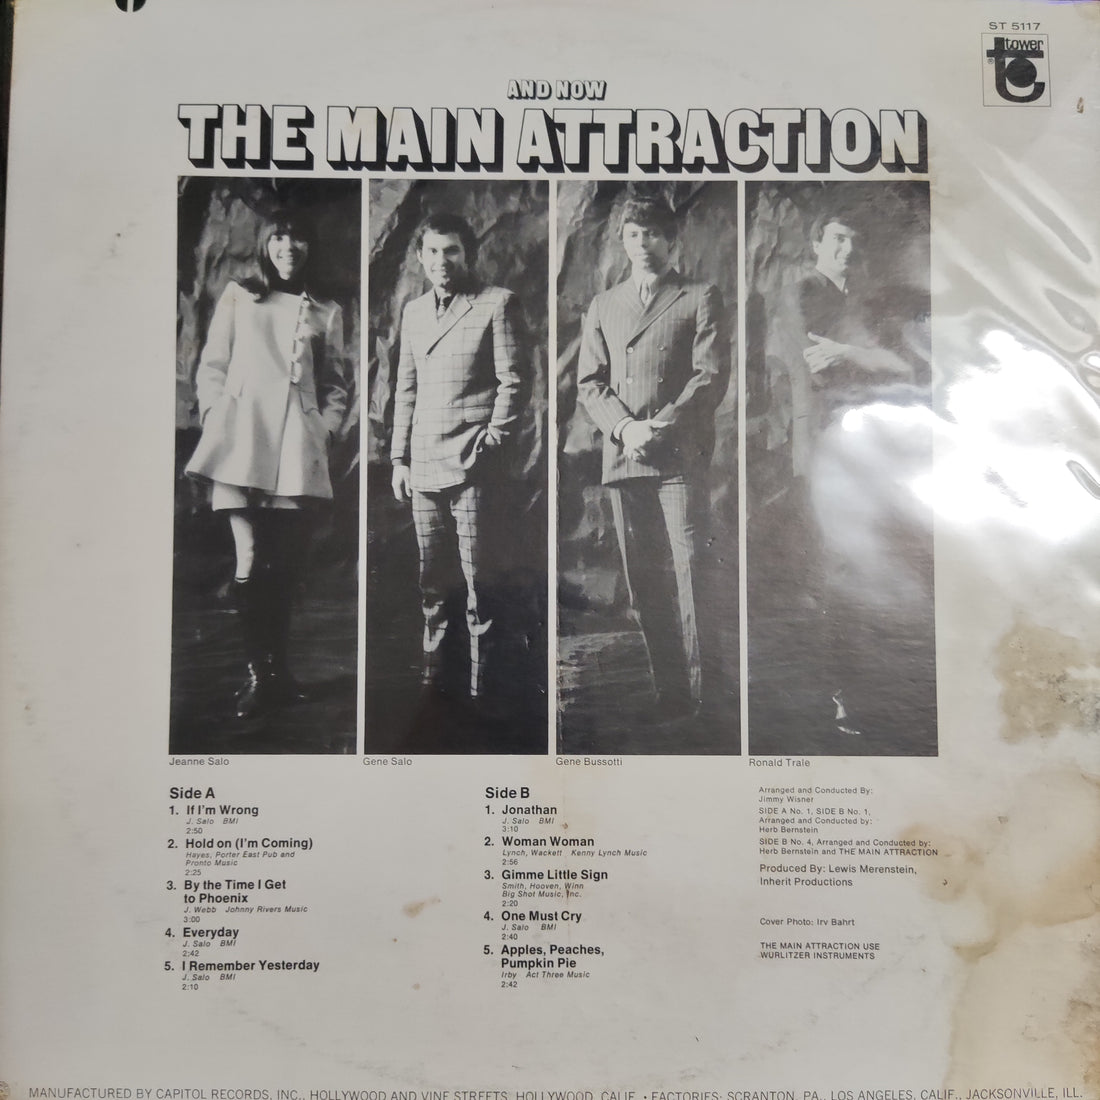 ST 5117
tower
AND NOW
THE MAIN ATTRACTION
Jeanne Salo
Gene Salo
Gene Bussotti
Ronald Trale
Side A
1. If I'm Wrong
J. Salo BMI
2:50
2. Hold on (I'm Coming)
Hayes, Porter East Pub and
Pronto Music
2:25
3. By the Time I Get
to Phoenix
J. Webb Johnny Rivers Music
3:00
4. Everyday
J. Salo BMI
2:42
5. I Remember Yesterday
J. Salo BMI
2:10
Side B
1. Jonathan
J. Salo BMI
3:10
2. Woman Woman
Lynch, Wackett Kenny Lynch Music
2:56
3. Gimme Little Sign
Smith, Hooven, Winn
Big Shot Music, Inc.
2:20
4. One Must Cry
J. Salo BMI
2:40
5. Apples, Peaches,
Pumpkin Pie
Irby Act Three Music
2:42
Arranged and Conducted By:
Jimmy Wisner
SIDE A No. 1, SIDE B No. 1,
Arranged and Conducted by:
Herb Bernstein
SIDE B No. 4, Arranged and Conducted by:
Herb Bernstein and THE MAIN ATTRACTION
Produced By: Lewis Merenstein,
Inherit Productions
Cover Photo: Irv Bahrt
THE MAIN ATTRACTION USE
WURLITZER INSTRUMENTS
MANUFACTURED BY CAPITOL RECORDS, INC., HOLLYWOOD AND VINE STREETS, HOLLYWOOD, CALIF. • FACTORIES: SCRANTON, PA., LOS ANGELES, CALIF., JACKSONVILLE, ILL.